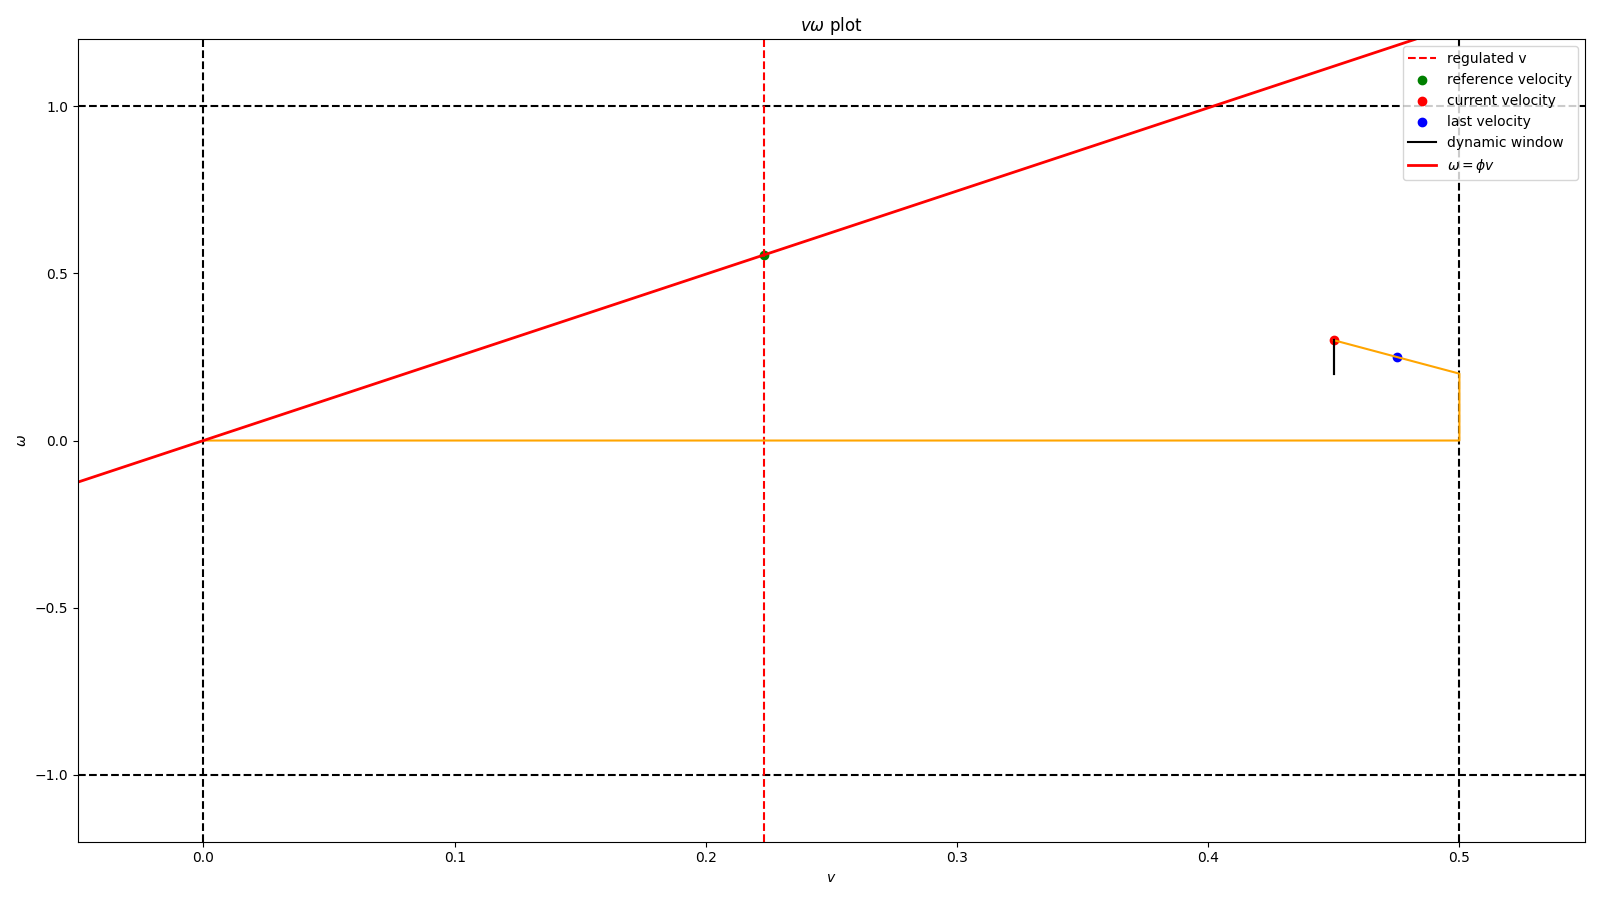 vω plot
regulated v
reference velocity
current velocity
last velocity
dynamic window
ω = ϕv
1.0
0.5
0.0
−0.5
−1.0
ω
0.0 0.1 0.2 0.3 0.4 0.5
v